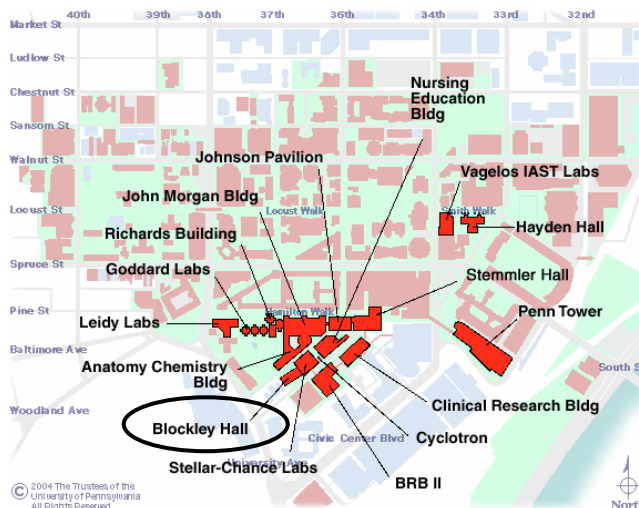 40th
38th
37th
36th
34th
33rd
32nd
Market St
Ludlow St
Chestnut St
Sansom St
Walnut St
Locust St
Spruce St
Pine St
Baltimore Ave
Woodland Ave
Nursing
Education
Bldg
Johnson Pavilion
Vagelos IAST Labs
John Morgan Bldg
Locust Walk
Smith Walk
Richards Building
Hayden Hall
Goddard Labs
Stemmler Hall
Hamilton Walk
Leidy Labs
Penn Tower
Anatomy Chemistry
Bldg
South S
Clinical Research Bldg
Blockley Hall
Civic Center Blvd
Cyclotron
University Ave
Stellar-Chance Labs
BRB II
© 2004 The Trustees of the
University of Pennsylvania
All Rights Reserved
North